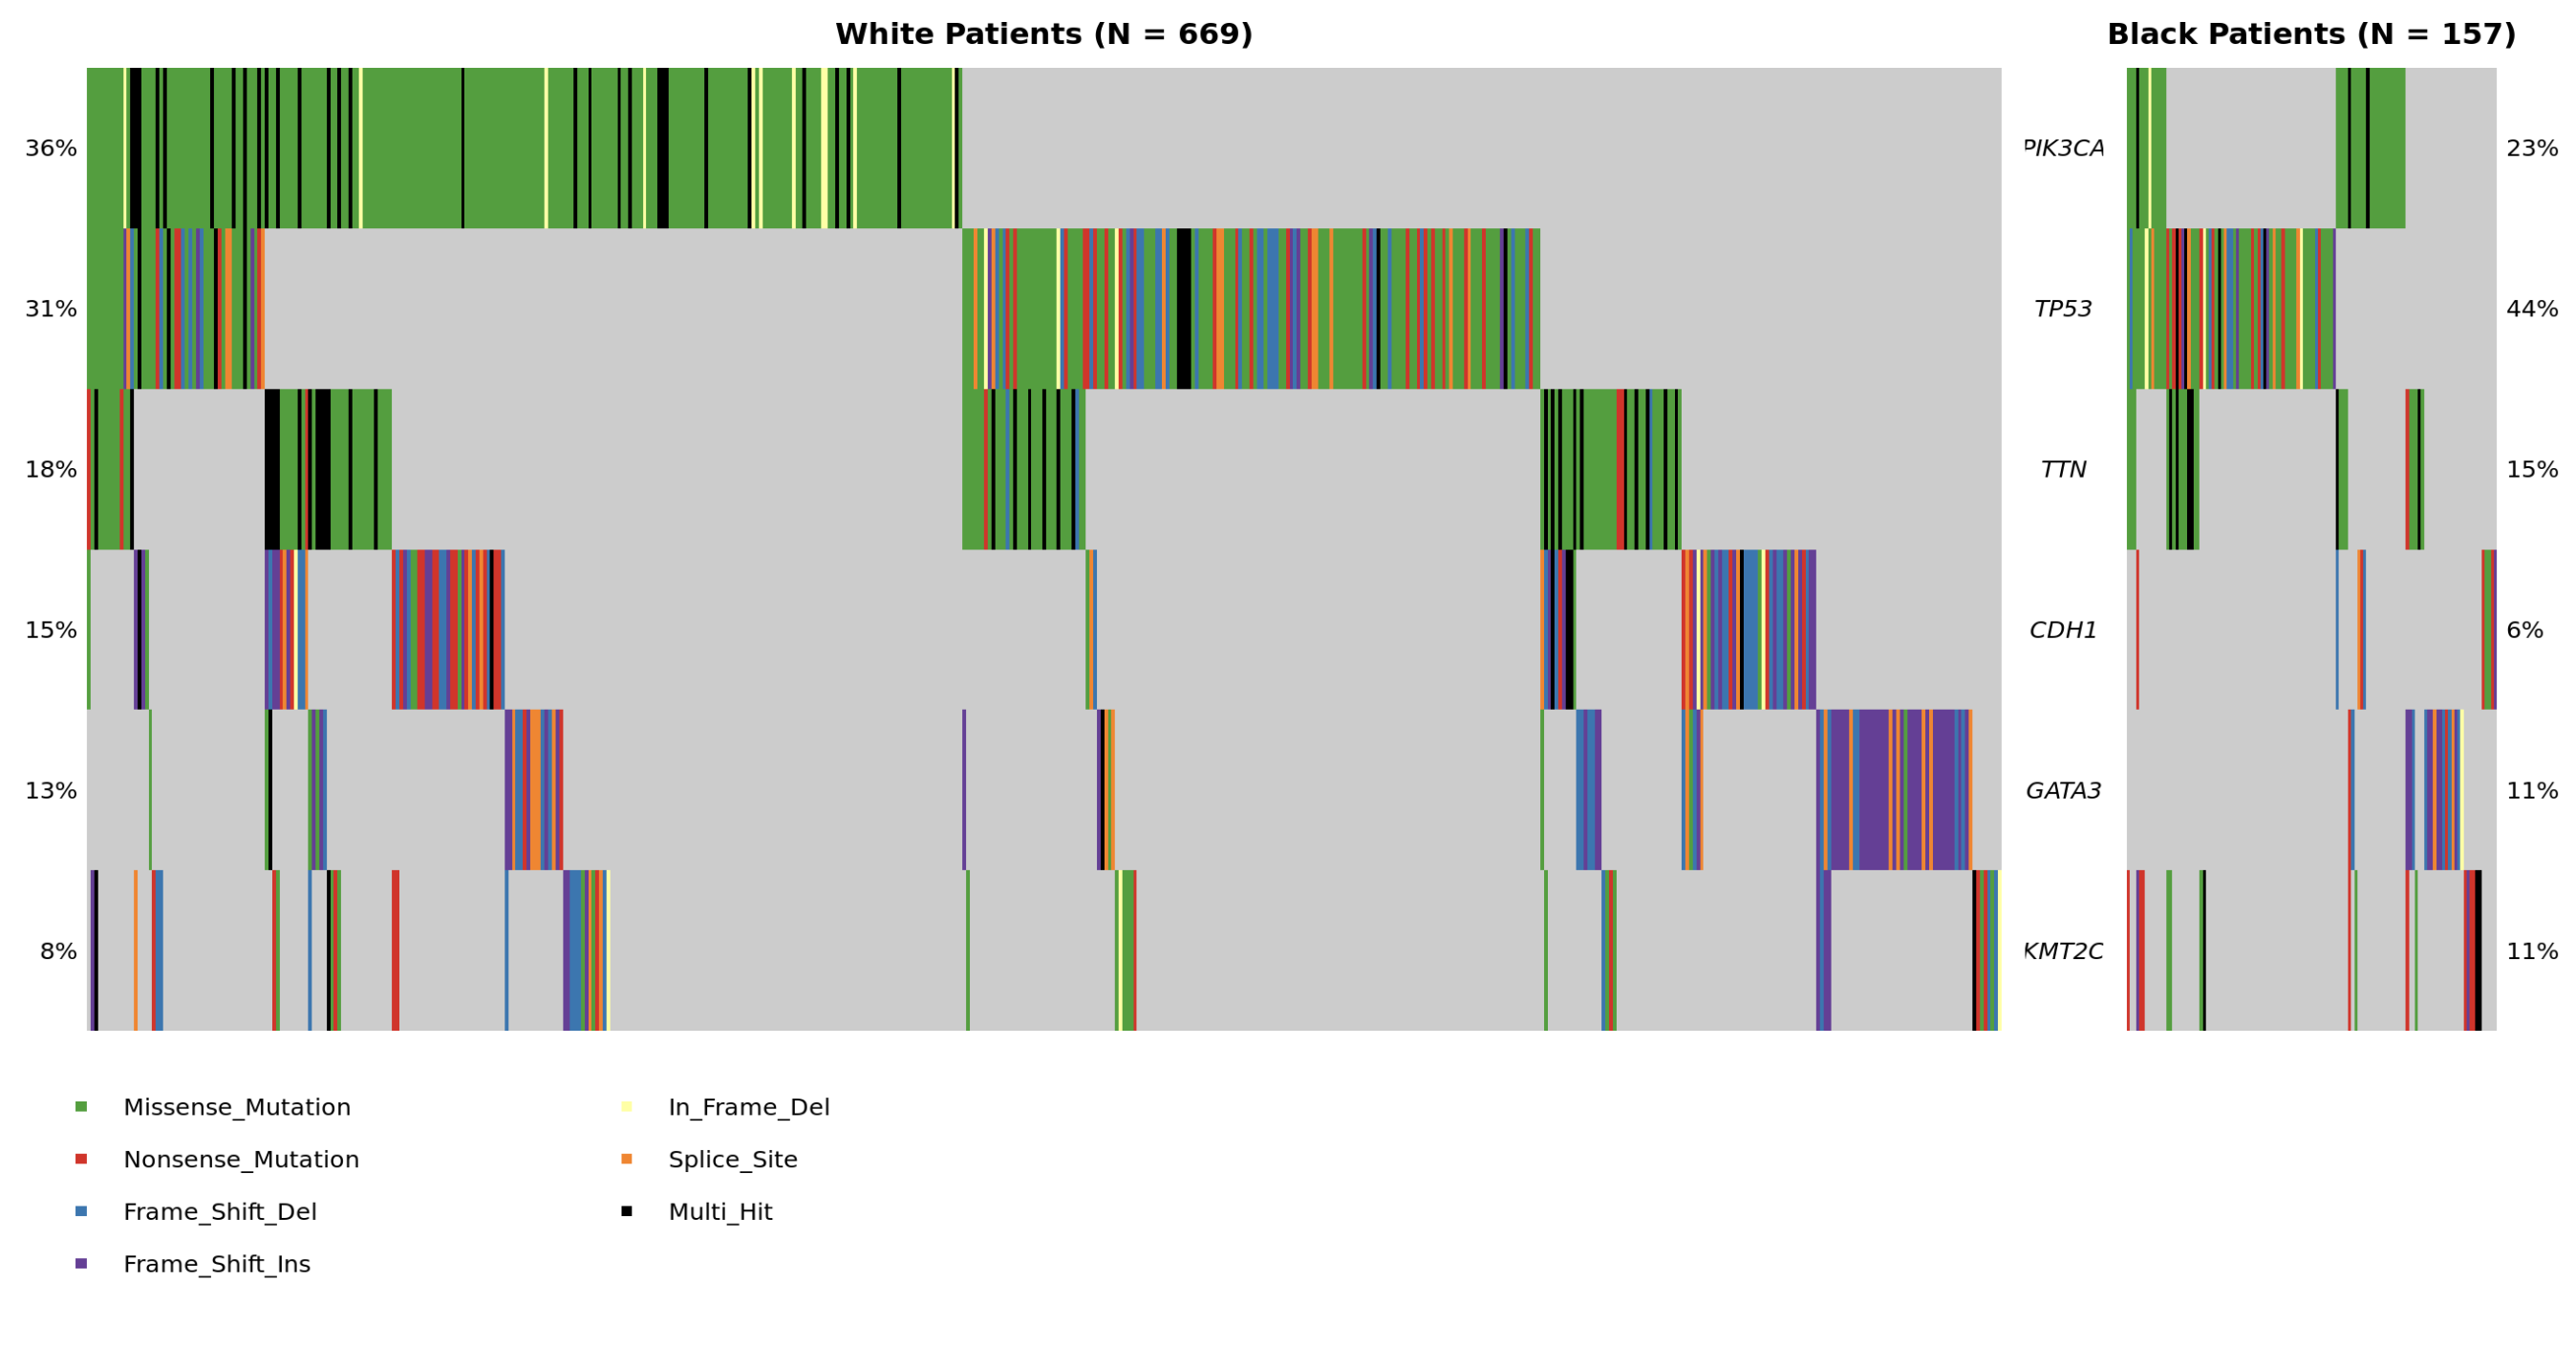 White Patients (N = 669)
Black Patients (N = 157)
36% PIK3CA 23%
31% TP53 44%
18% TTN 15%
15% CDH1 6%
13% GATA3 11%
8% KMT2C 11%
Missense_Mutation
Nonsense_Mutation
Frame_Shift_Del
Frame_Shift_Ins
In_Frame_Del
Splice_Site
Multi_Hit